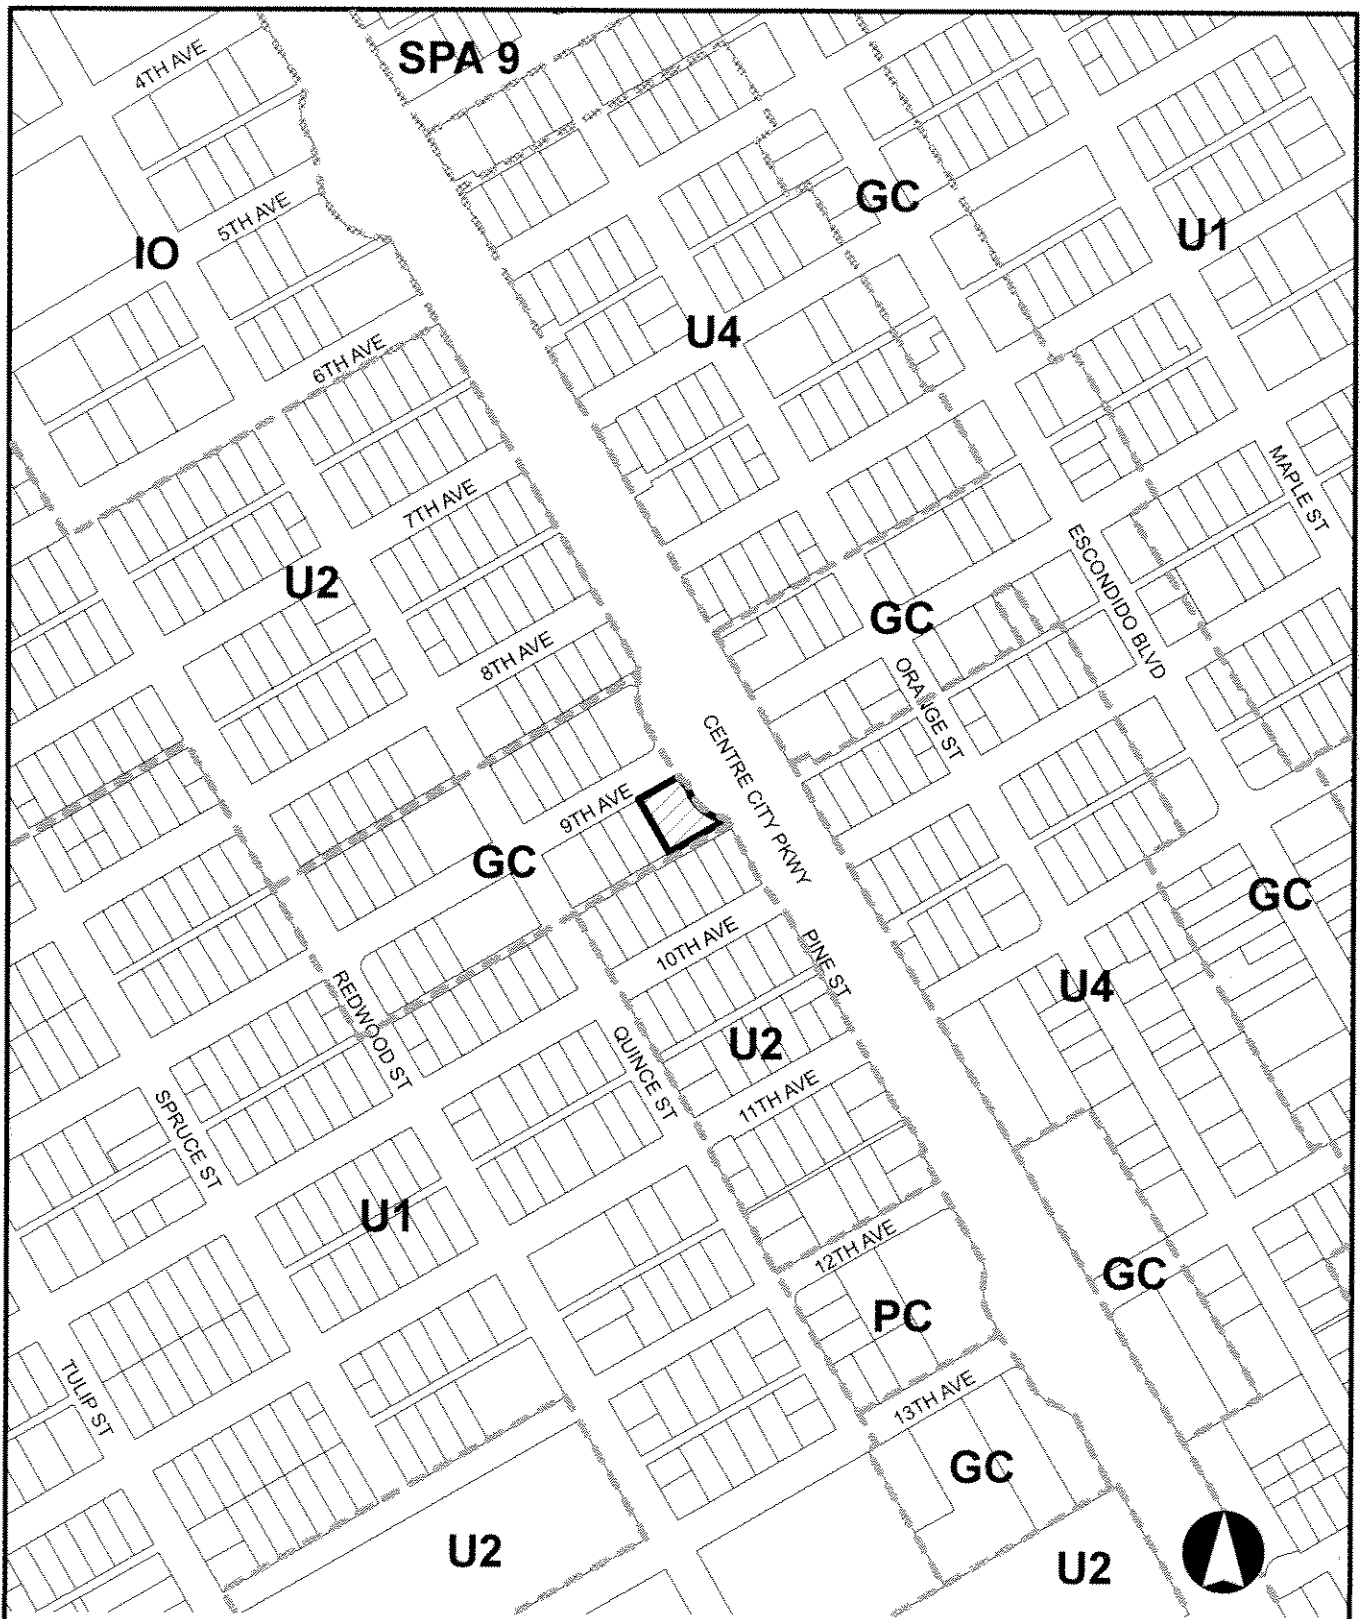 SPA 9
4TH AVE
GC
5TH AVE
U1
IO
U4
6TH AVE
MAPLE ST
7TH AVE
ESCONDIDO BLVD
U2
GC
8TH AVE
ORANGE ST
CENTRE CITY PKWY
9TH AVE
GC
GC
10TH AVE
PINE ST
U4
REDWOOD ST
QUINCE ST
U2
11TH AVE
SPRUCE ST
U1
12TH AVE
GC
PC
TULIP ST
13TH AVE
GC
U2
U2